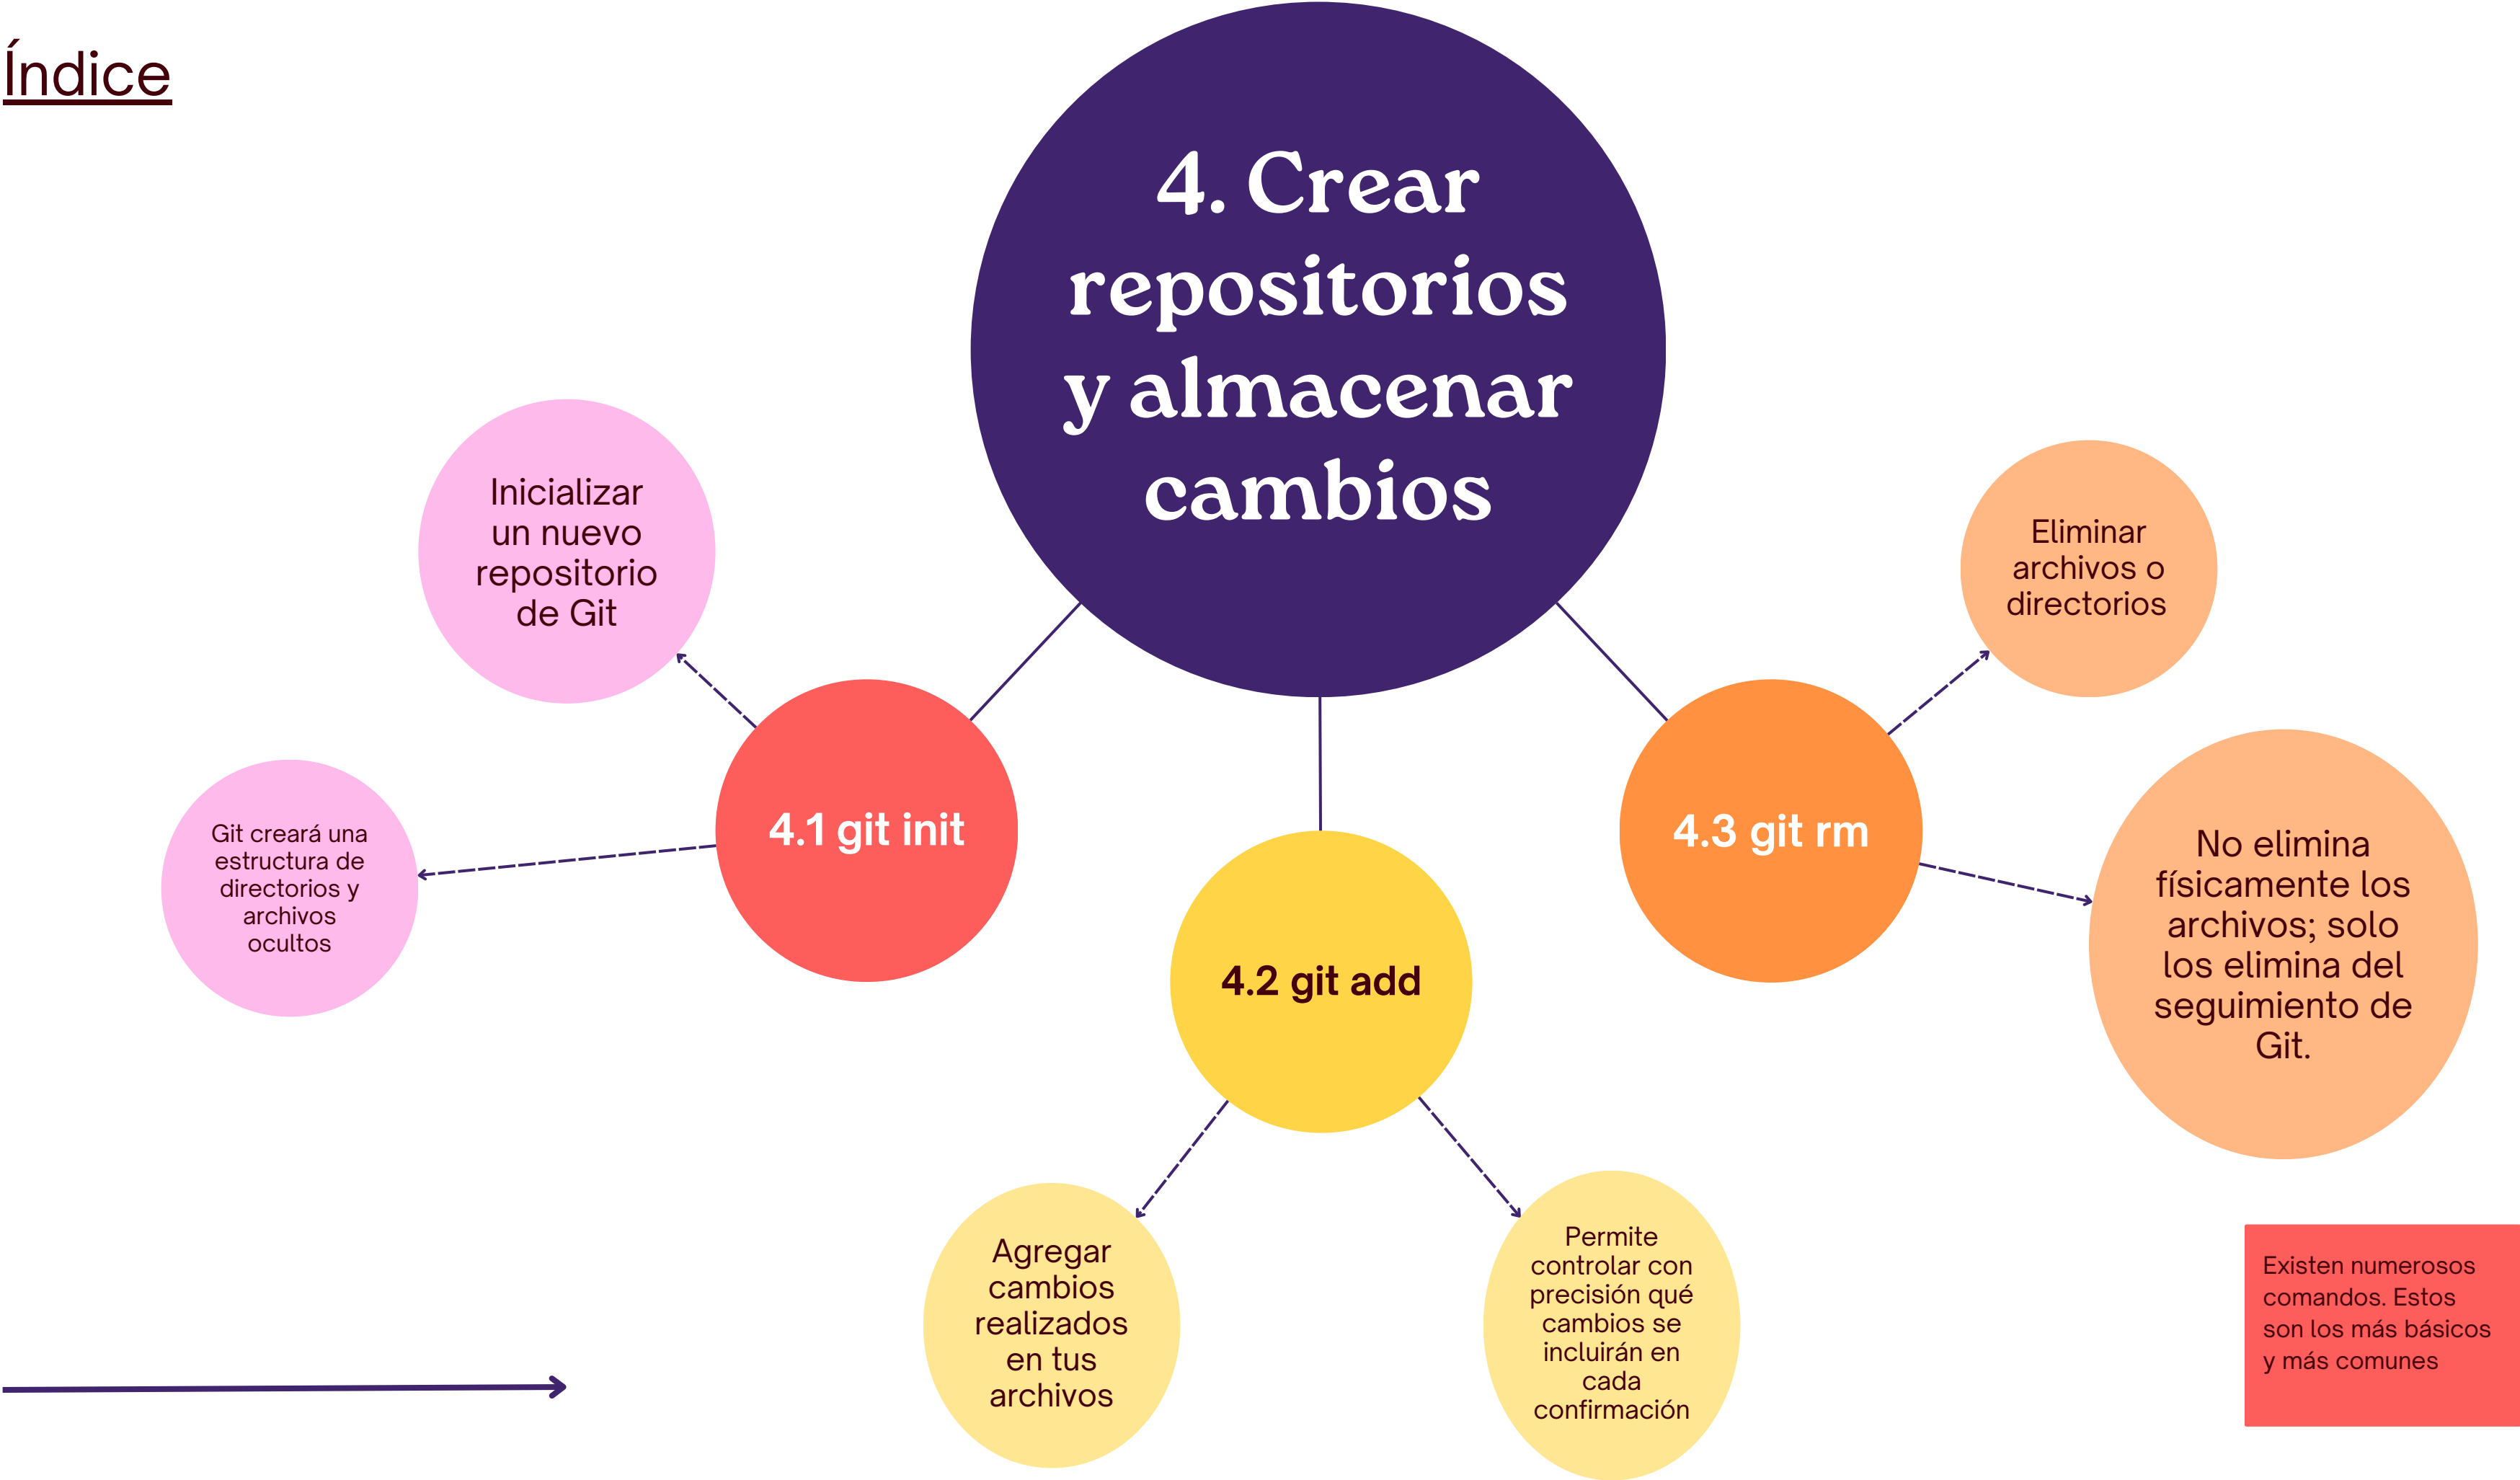 Índice
4. Crear
repositorios
y almacenar
cambios
Inicializar
un nuevo
repositorio
de Git
Git creará una
estructura de
directorios y
archivos
ocultos
4.1 git init
4.2 git add
Agregar
cambios
realizados
en tus
archivos
Permite
controlar con
precisión qué
cambios se
incluirán en
cada
confirmación
4.3 git rm
Eliminar
archivos o
directorios
No elimina
físicamente los
archivos; solo
los elimina del
seguimiento de
Git.
Existen numerosos
comandos. Estos
son los más básicos
y más comunes